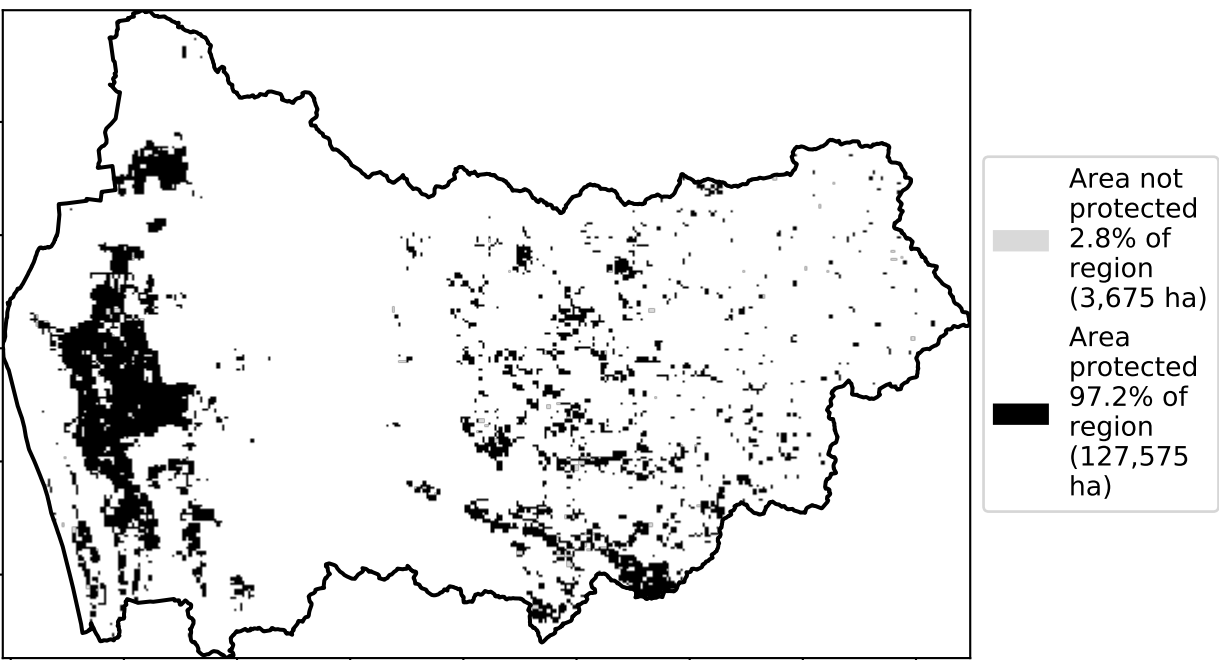 Area not
protected
2.8% of
region
(3,675 ha)
Area
protected
97.2% of
region
(127,575
ha)